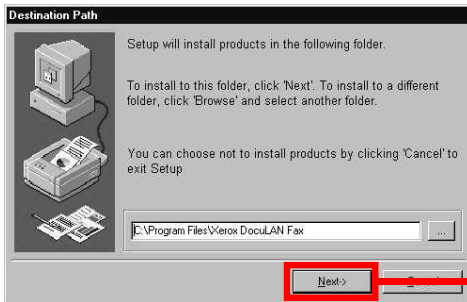 Destination Path
Setup will install products in the following folder.
To install to this folder, click 'Next'. To install to a different
folder, click 'Browse' and select another folder.
You can choose not to install products by clicking 'Cancel' to
exit Setup
C:\Program Files\Xerox DocuLAN Fax
...
Next->